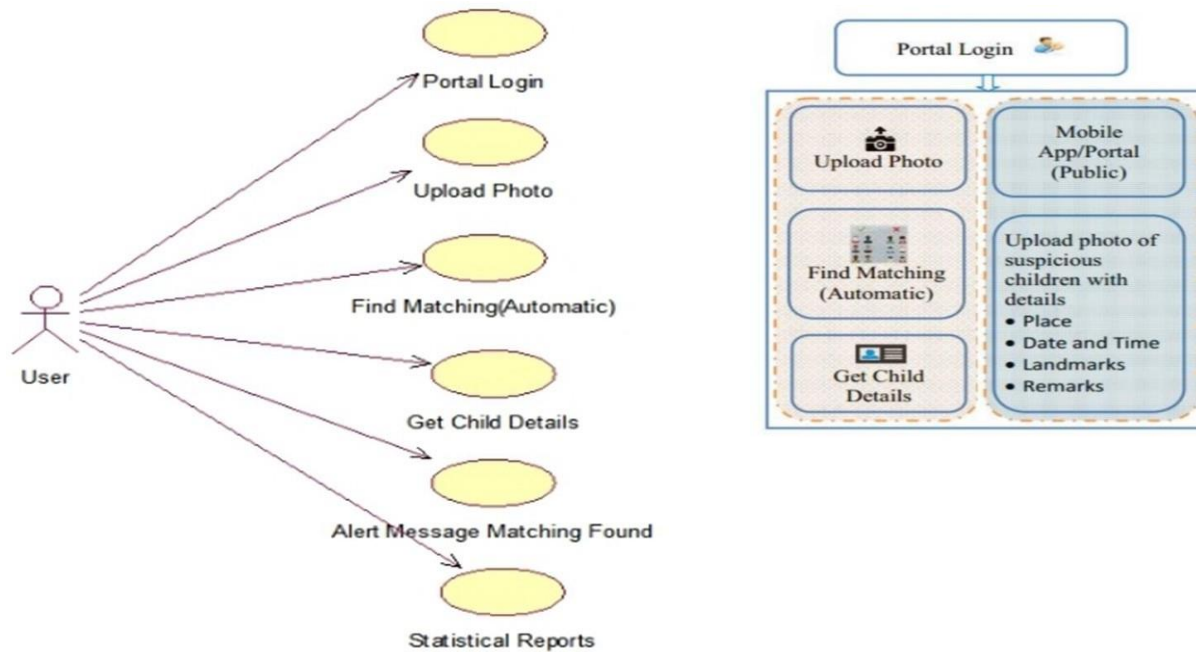 Portal Login
Upload Photo
Find Matching(Automatic)
User
Get Child Details
Alert Message Matching Found
Statistical Reports
Portal Login
Upload Photo
Find Matching
(Automatic)
Get Child
Details
Mobile
App/Portal
(Public)
Upload photo of
suspicious
children with
details
• Place
• Date and Time
• Landmarks
• Remarks